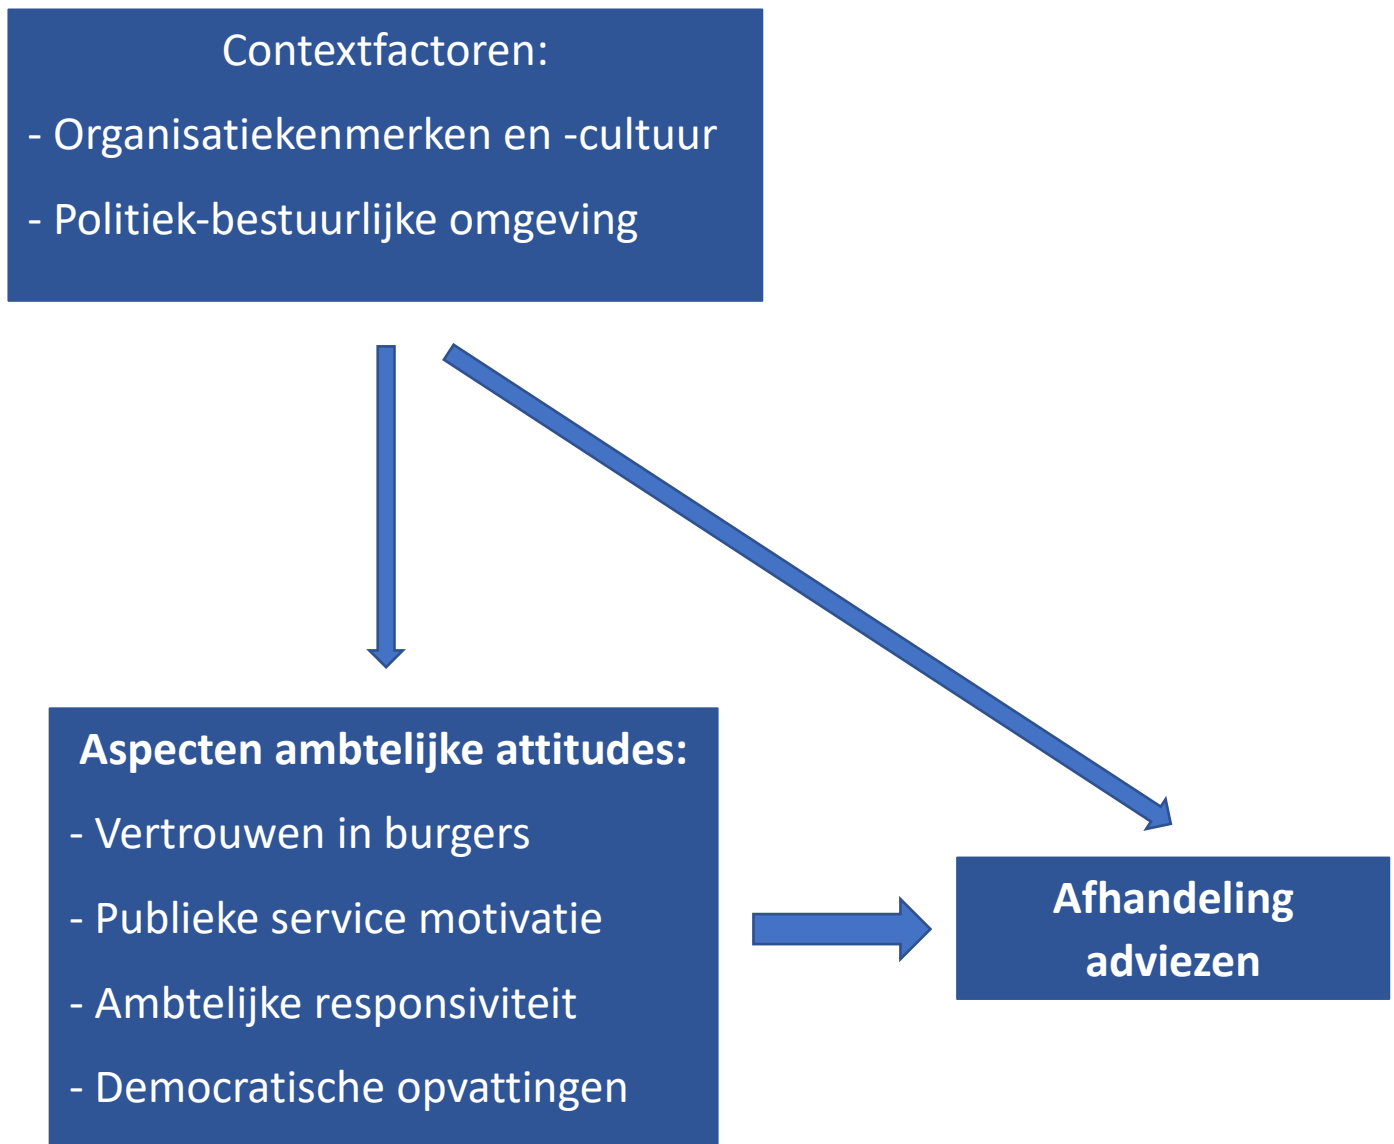 Contextfactoren:
- Organisatiekenmerken en -cultuur
- Politiek-bestuurlijke omgeving
Aspecten ambtelijke attitudes:
- Vertrouwen in burgers
- Publieke service motivatie
- Ambtelijke responsiviteit
- Democratische opvattingen
Afhandeling
adviezen